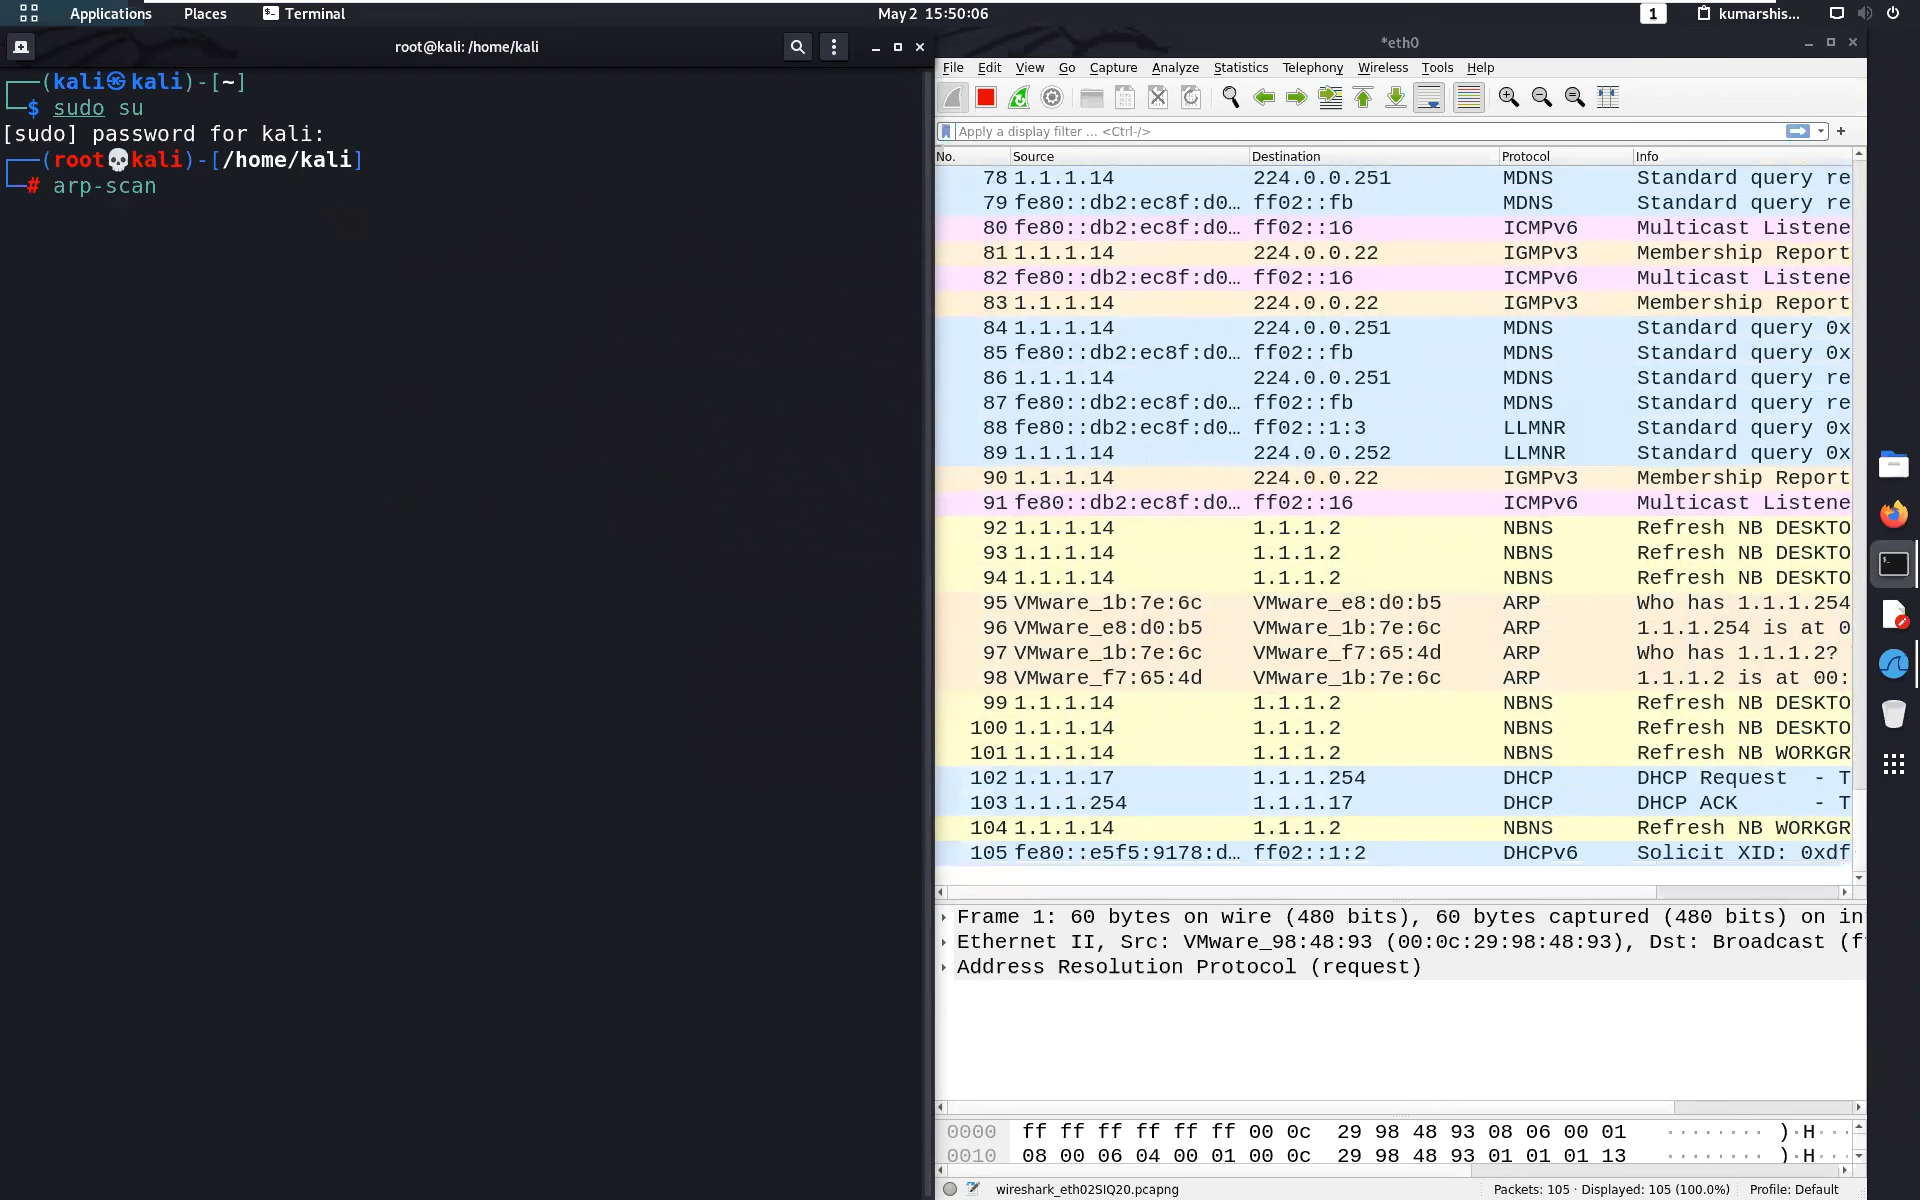 Applications Places Terminal May 2 15:50:06 1 kumarshis...
root@kali: /home/kali
(kali㉿kali)-[~]
$ sudo su
[sudo] password for kali:
(root💀kali)-[/home/kali]
# arp-scan
*eth0
File Edit View Go Capture Analyze Statistics Telephony Wireless Tools Help
Apply a display filter ... <Ctrl-/>
No. Source Destination Protocol Info
78 1.1.1.14 224.0.0.251 MDNS Standard query re
79 fe80::db2:ec8f:d0… ff02::fb MDNS Standard query re
80 fe80::db2:ec8f:d0… ff02::16 ICMPv6 Multicast Listene
81 1.1.1.14 224.0.0.22 IGMPv3 Membership Report
82 fe80::db2:ec8f:d0… ff02::16 ICMPv6 Multicast Listene
83 1.1.1.14 224.0.0.22 IGMPv3 Membership Report
84 1.1.1.14 224.0.0.251 MDNS Standard query 0x
85 fe80::db2:ec8f:d0… ff02::fb MDNS Standard query 0x
86 1.1.1.14 224.0.0.251 MDNS Standard query re
87 fe80::db2:ec8f:d0… ff02::fb MDNS Standard query re
88 fe80::db2:ec8f:d0… ff02::1:3 LLMNR Standard query 0x
89 1.1.1.14 224.0.0.252 LLMNR Standard query 0x
90 1.1.1.14 224.0.0.22 IGMPv3 Membership Report
91 fe80::db2:ec8f:d0… ff02::16 ICMPv6 Multicast Listene
92 1.1.1.14 1.1.1.2 NBNS Refresh NB DESKTO
93 1.1.1.14 1.1.1.2 NBNS Refresh NB DESKTO
94 1.1.1.14 1.1.1.2 NBNS Refresh NB DESKTO
95 VMware_1b:7e:6c VMware_e8:d0:b5 ARP Who has 1.1.1.254
96 VMware_e8:d0:b5 VMware_1b:7e:6c ARP 1.1.1.254 is at 0
97 VMware_1b:7e:6c VMware_f7:65:4d ARP Who has 1.1.1.2?
98 VMware_f7:65:4d VMware_1b:7e:6c ARP 1.1.1.2 is at 00:
99 1.1.1.14 1.1.1.2 NBNS Refresh NB DESKTO
100 1.1.1.14 1.1.1.2 NBNS Refresh NB DESKTO
101 1.1.1.14 1.1.1.2 NBNS Refresh NB WORKGR
102 1.1.1.17 1.1.1.254 DHCP DHCP Request - T
103 1.1.1.254 1.1.1.17 DHCP DHCP ACK - T
104 1.1.1.14 1.1.1.2 NBNS Refresh NB WORKGR
105 fe80::e5f5:9178:d… ff02::1:2 DHCPv6 Solicit XID: 0xdf
Frame 1: 60 bytes on wire (480 bits), 60 bytes captured (480 bits) on in
Ethernet II, Src: VMware_98:48:93 (00:0c:29:98:48:93), Dst: Broadcast (f
Address Resolution Protocol (request)
0000 ff ff ff ff ff ff 00 0c 29 98 48 93 08 06 00 01 ········ )·H···
0010 08 00 06 04 00 01 00 0c 29 98 48 93 01 01 01 13 ········ )·H···
wireshark_eth02SIQ20.pcapng Packets: 105 · Displayed: 105 (100.0%) Profile: Default